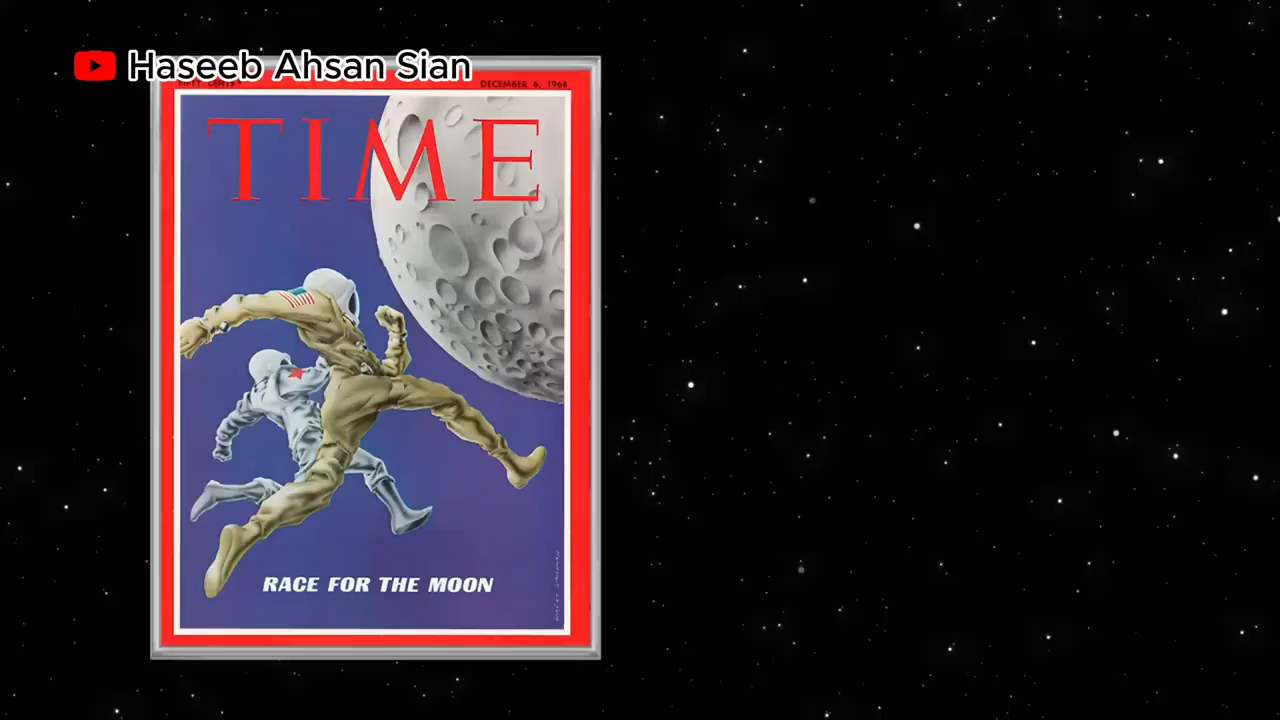 Haseeb Ahsan Sian
DECEMBER 6, 1968
TIME
RACE FOR THE MOON